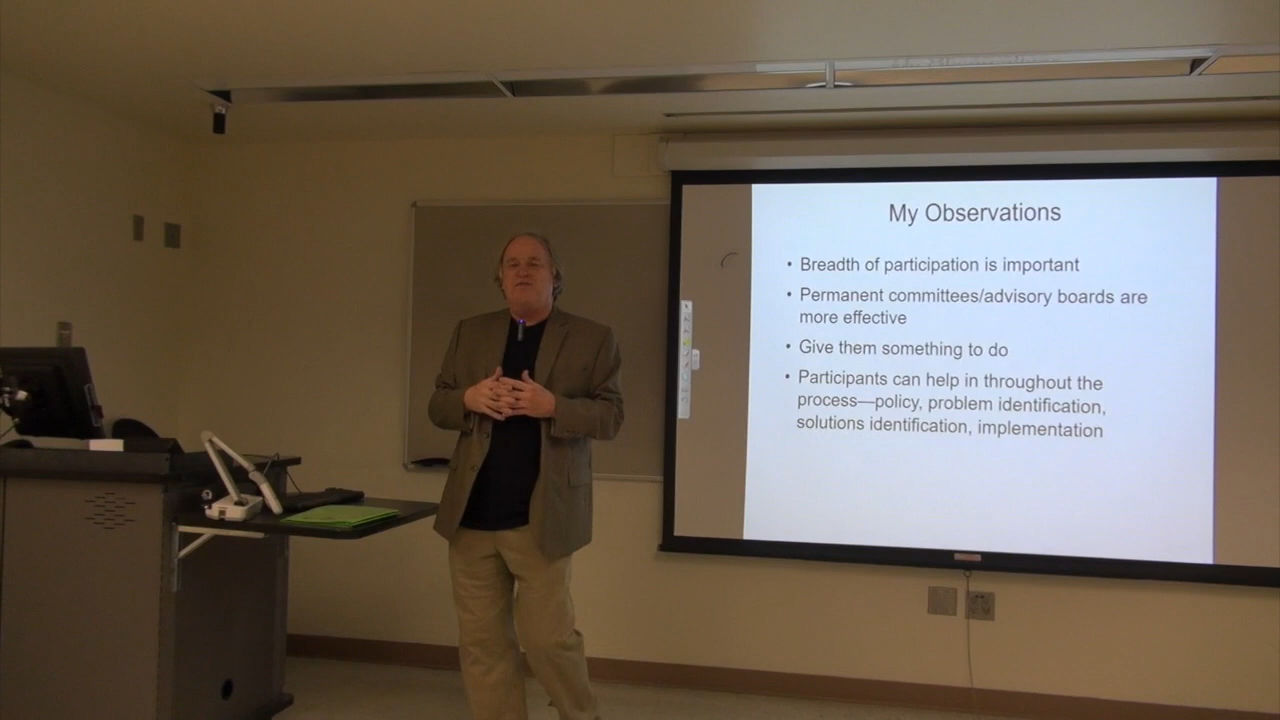 My Observations
• Breadth of participation is important
• Permanent committees/advisory boards are
more effective
• Give them something to do
• Participants can help in throughout the
process—policy, problem identification,
solutions identification, implementation